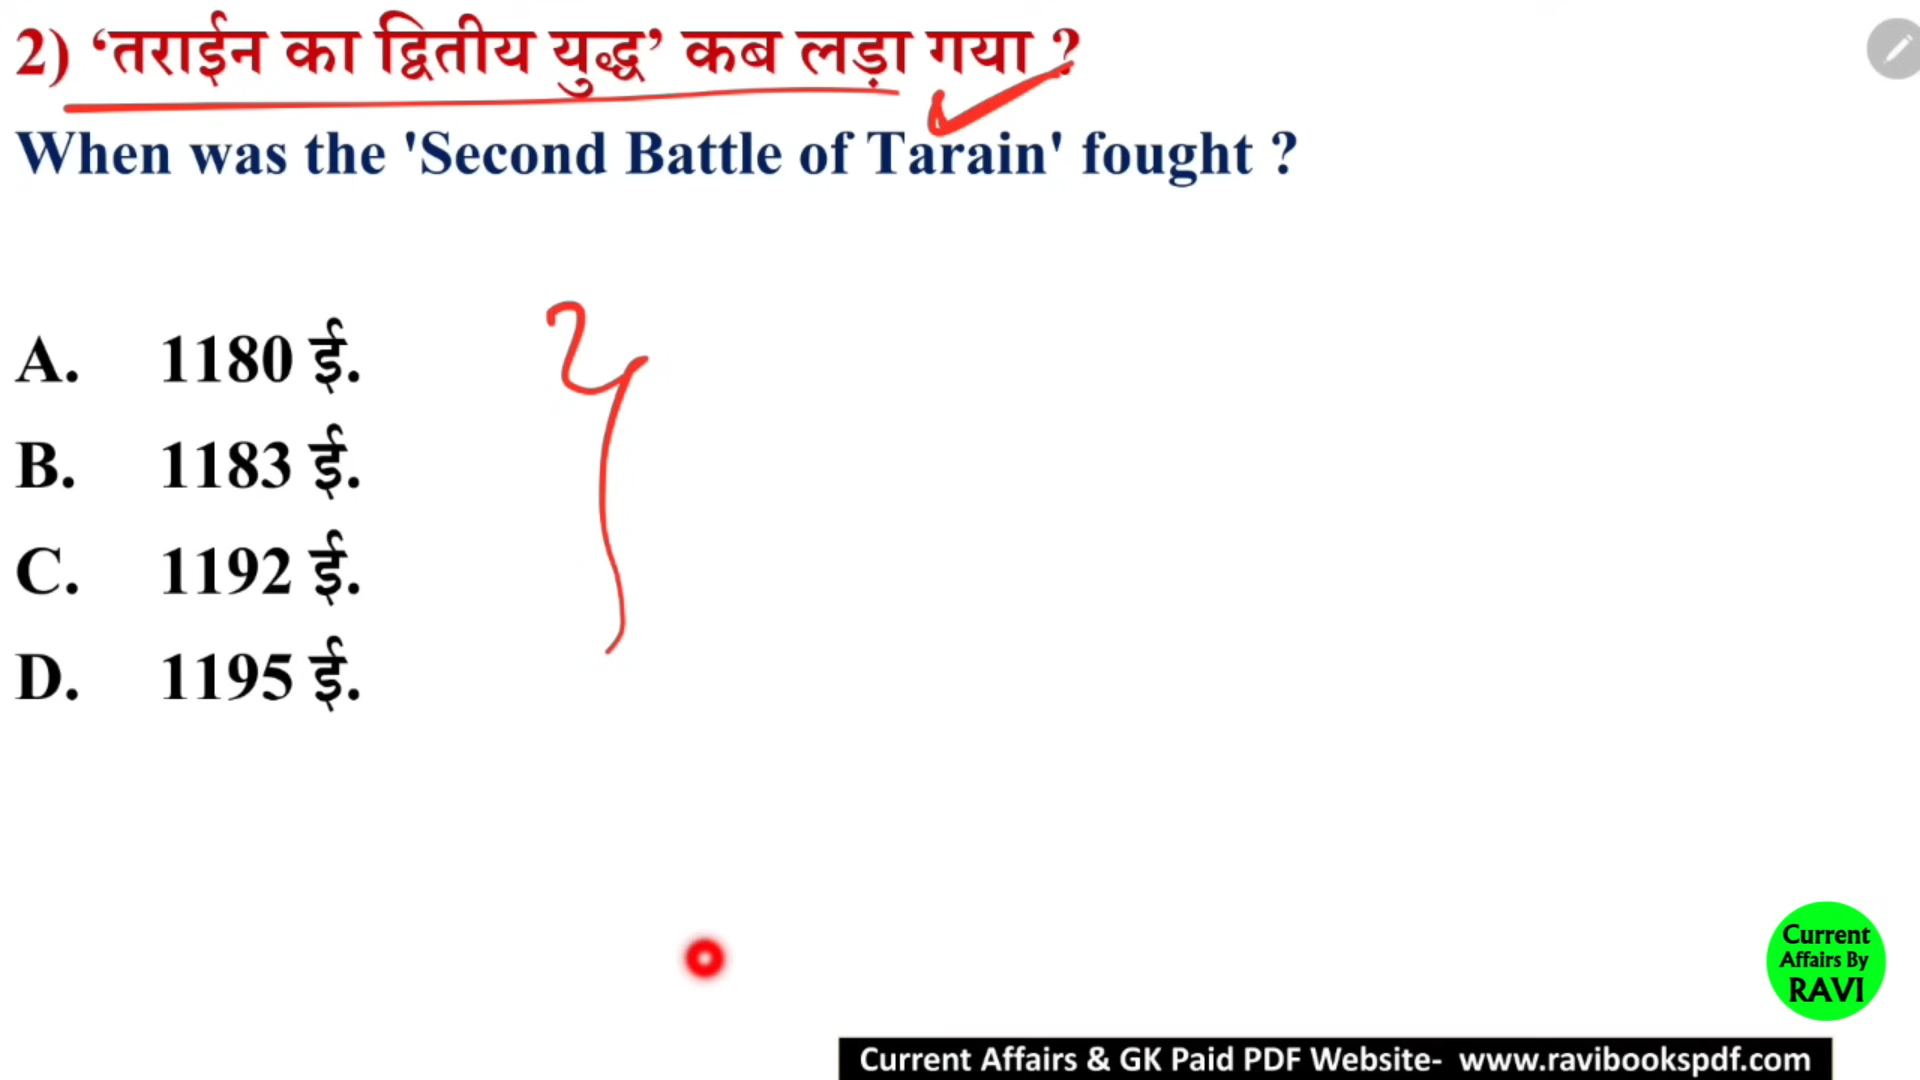 2) ‘तराईन का द्वितीय युद्ध’ कब लड़ा गया ?
When was the 'Second Battle of Tarain' fought ?
A. 1180 ई.
B. 1183 ई.
C. 1192 ई.
D. 1195 ई.
Current
Affairs By
RAVI
Current Affairs & GK Paid PDF Website- www.ravibookspdf.com